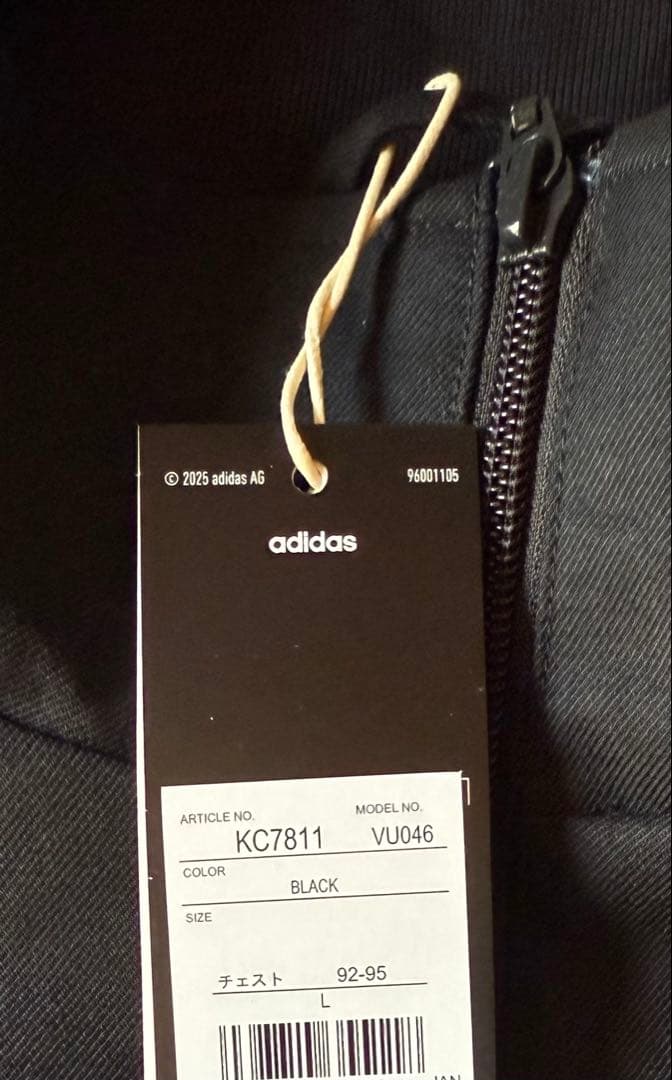 © 2025 adidas AG 96001105
adidas
ARTICLE NO. MODEL NO.
KC7811 VU046
COLOR
BLACK
SIZE
チェスト 92-95
L
JAN